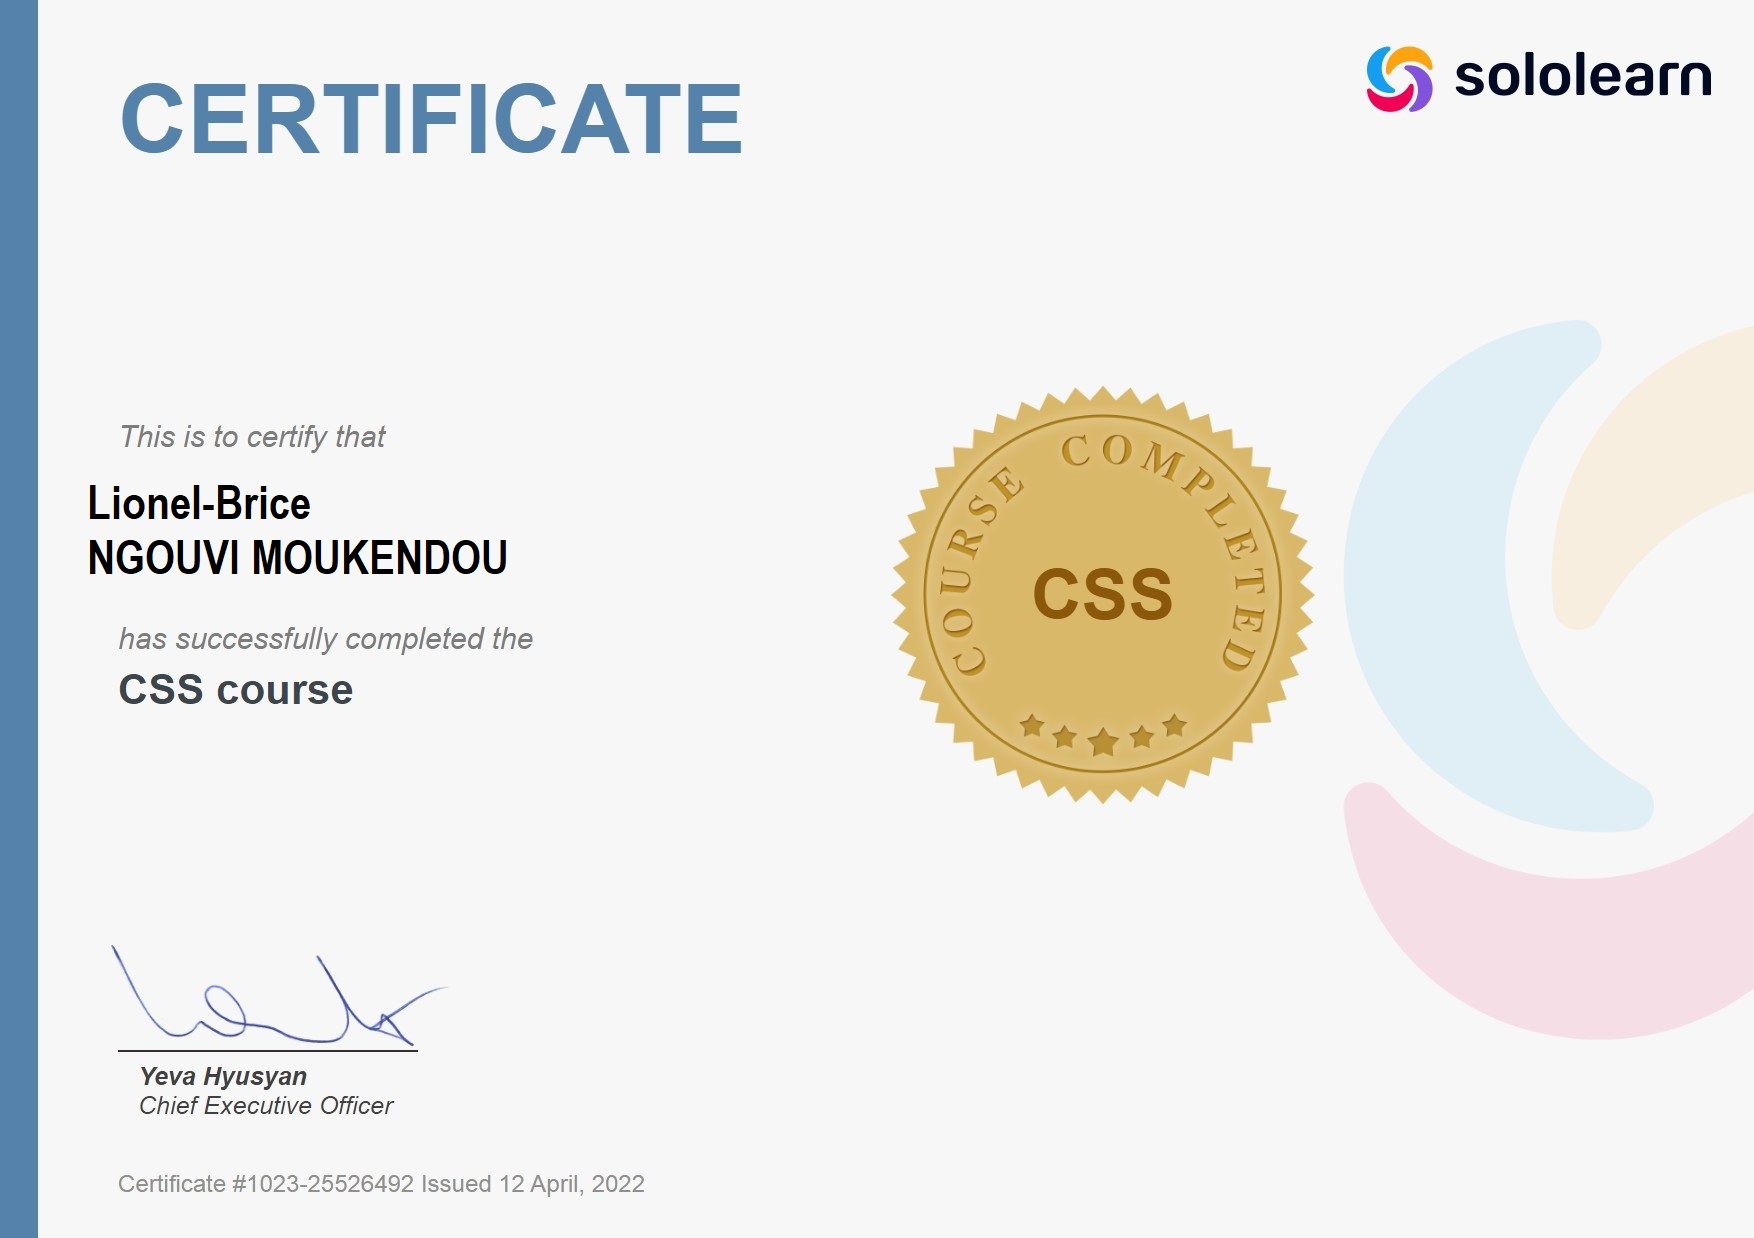 sololearn
CERTIFICATE
This is to certify that
Lionel-Brice
NGOUVI MOUKENDOU
has successfully completed the
CSS course
COURSE COMPLETED
CSS
Yeva Hyusyan
Chief Executive Officer
Certificate #1023-25526492 Issued 12 April, 2022